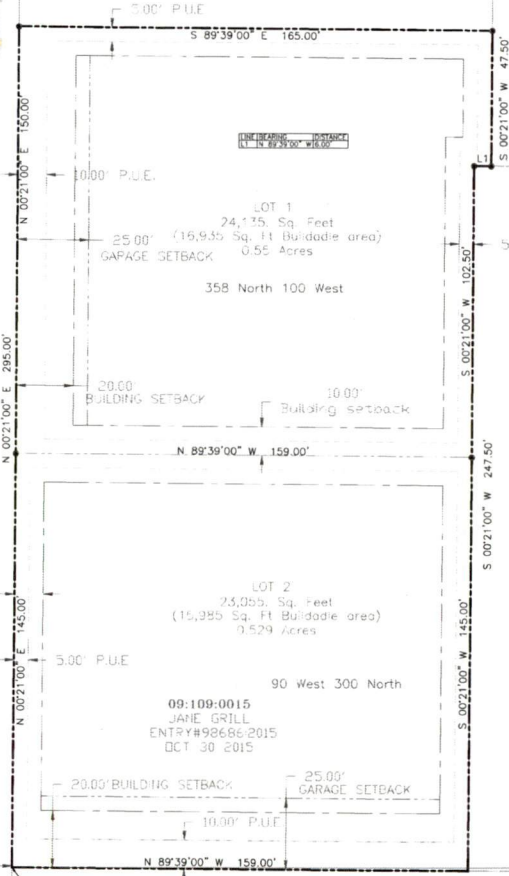 5.00' P.U.E
S 89°39'00" E 165.00'
S 00°21'00" W 47.50'
N 00°21'00" E 150.00'
LINE BEARING DISTANCE
L1 N 89°39'00" W 6.00'
L1
10.00' P.U.E.
LOT 1
24,135. Sq. Feet
(16,935 Sq. Ft Buildable area)
0.55 Acres
25.00'
GARAGE SETBACK
358 North 100 West
S 00°21'00" W 102.50'
N 00°21'00" E 295.00'
20.00'
BUILDING SETBACK
10.00'
Building setback
N 89°39'00" W 159.00'
S 00°21'00" W 247.50'
LOT 2
23,055. Sq. Feet
(15,985 Sq. Ft Buildable area)
0.529 Acres
N 00°21'00" E 145.00'
S 00°21'00" W 145.00'
5.00' P.U.E
90 West 300 North
09:109:0015
JANE GRILL
ENTRY#98686:2015
OCT 30 2015
20.00' BUILDING SETBACK
25.00'
GARAGE SETBACK
10.00' P.U.E
N 89°39'00" W 159.00'